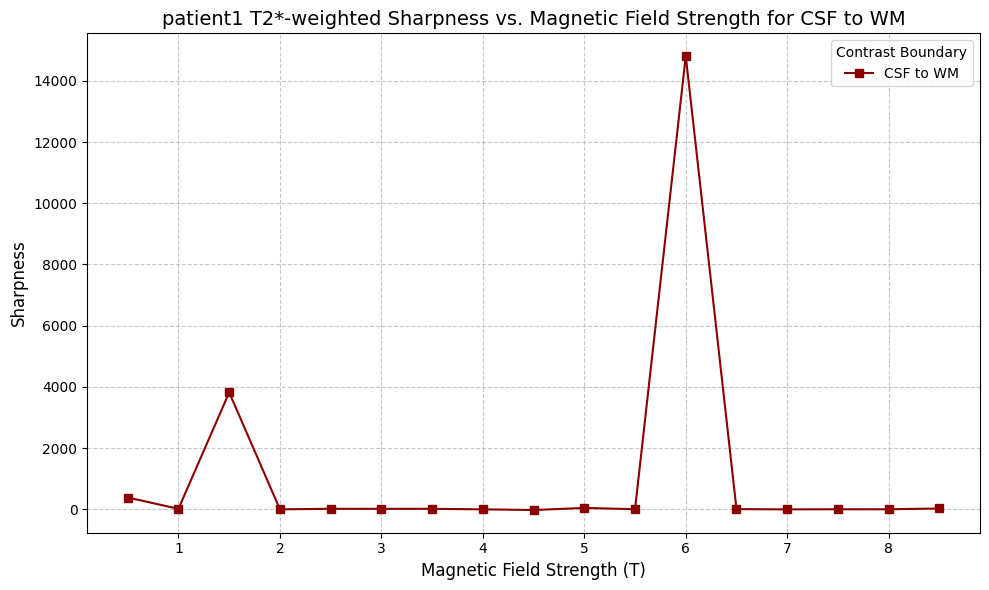 patient1 T2*-weighted Sharpness vs. Magnetic Field Strength for CSF to WM
Contrast Boundary
CSF to WM
Sharpness
14000
12000
10000
8000
6000
4000
2000
0
1 2 3 4 5 6 7 8
Magnetic Field Strength (T)